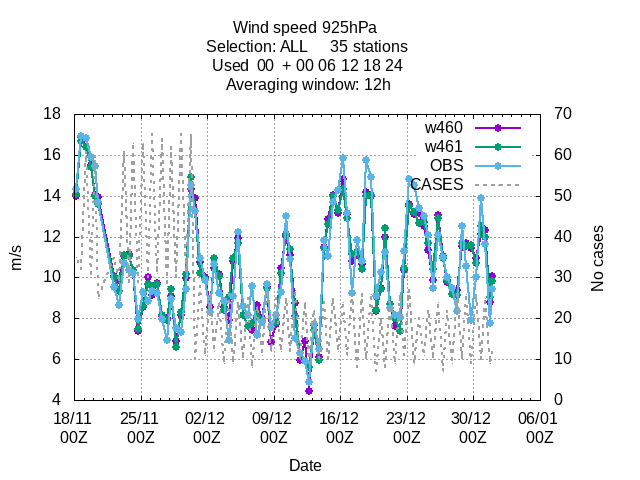 Wind speed 925hPa
Selection: ALL     35 stations
Used  00  + 00 06 12 18 24
Averaging window: 12h
18
16
14
12
10
8
6
4
70
60
50
40
30
20
10
0
w460
w461
OBS
CASES
m/s
No cases
18/11 25/11 02/12 09/12 16/12 23/12 30/12 06/01
00Z 00Z 00Z 00Z 00Z 00Z 00Z 00Z
Date